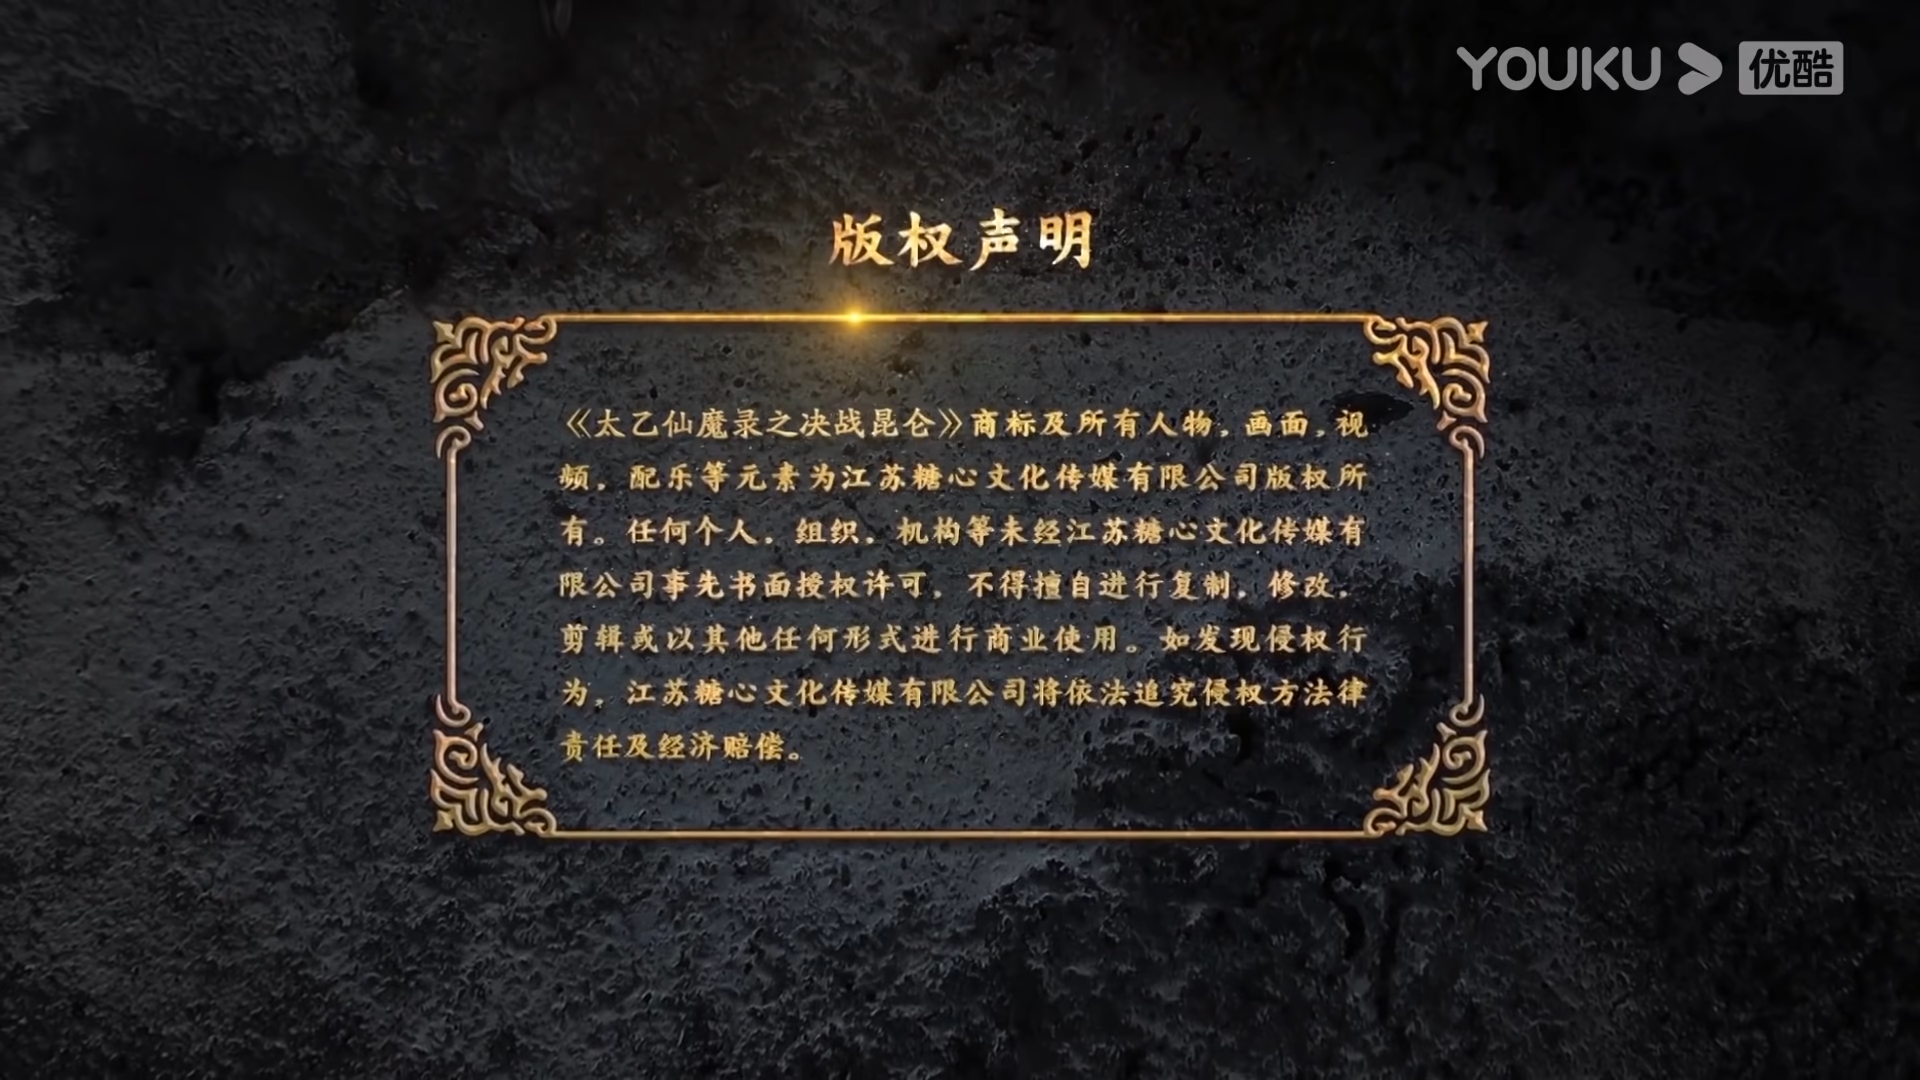 YOUKU 优酷
版权声明
《太乙仙魔录之决战昆仑》商标及所有人物，画面，视
频，配乐等元素为江苏糖心文化传媒有限公司版权所
有。任何个人，组织，机构等未经江苏糖心文化传媒有
限公司事先书面授权许可，不得擅自进行复制，修改，
剪辑或以其他任何形式进行商业使用。如发现侵权行
为，江苏糖心文化传媒有限公司将依法追究侵权方法律
责任及经济赔偿。